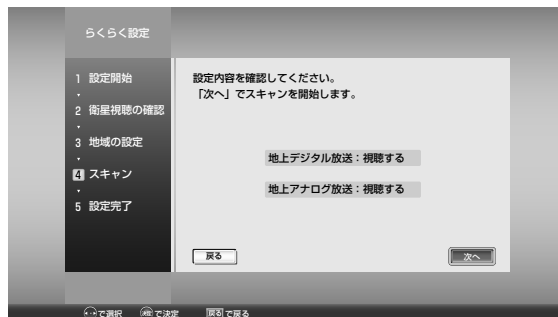 らくらく設定
1 設定開始
2 衛星視聴の確認
3 地域の設定
4 スキャン
5 設定完了
設定内容を確認してください。
「次へ」でスキャンを開始します。
地上デジタル放送：視聴する
地上アナログ放送：視聴する
戻る
次へ
で選択 決定 で決定 戻る で戻る